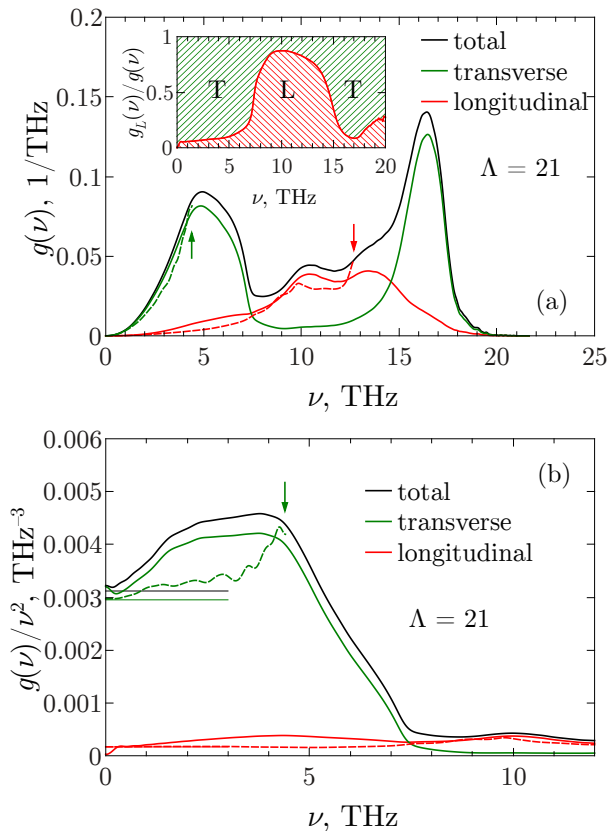 g(ν), 1/THz
0.2
0.15
0.1
0.05
0
0 5 10 15 20 25
ν, THz
g_L(ν)/g(ν)
1
0.5
0
T L T
0 5 10 15 20
ν, THz
total
transverse
longitudinal
Λ = 21
(a)
g(ν)/ν², THz⁻³
0.006
0.005
0.004
0.003
0.002
0.001
0
(b)
total
transverse
longitudinal
Λ = 21
0 5 10
ν, THz